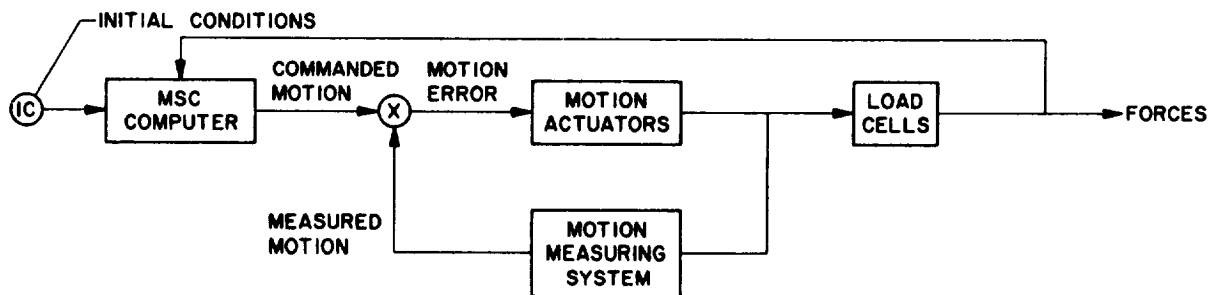 INITIAL CONDITIONS
IC
MSC
COMPUTER
COMMANDED
MOTION
X
MOTION
ERROR
MOTION
ACTUATORS
LOAD
CELLS
FORCES
MEASURED
MOTION
MOTION
MEASURING
SYSTEM